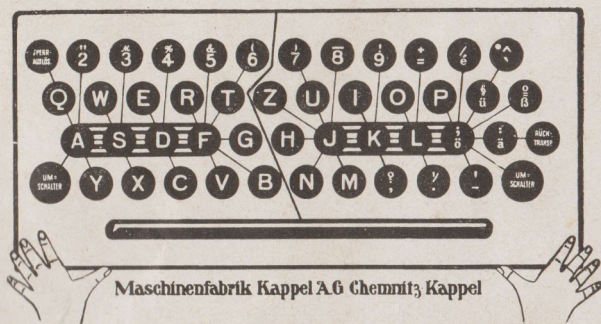 SPERR-AUSLÖS. " 2 3 % 4 & 5 ( 6 ) 7 8 9 + = / é ^
Q W E R T Z U I O P § ü o ß
A S D F G H J K L ; ö : ä RÜCK-TRANSP.
UM=SCHALTER Y X C V B N M ? , ! . ' - UM=SCHALTER
Maschinenfabrik Kappel A.G Chemnitz Kappel